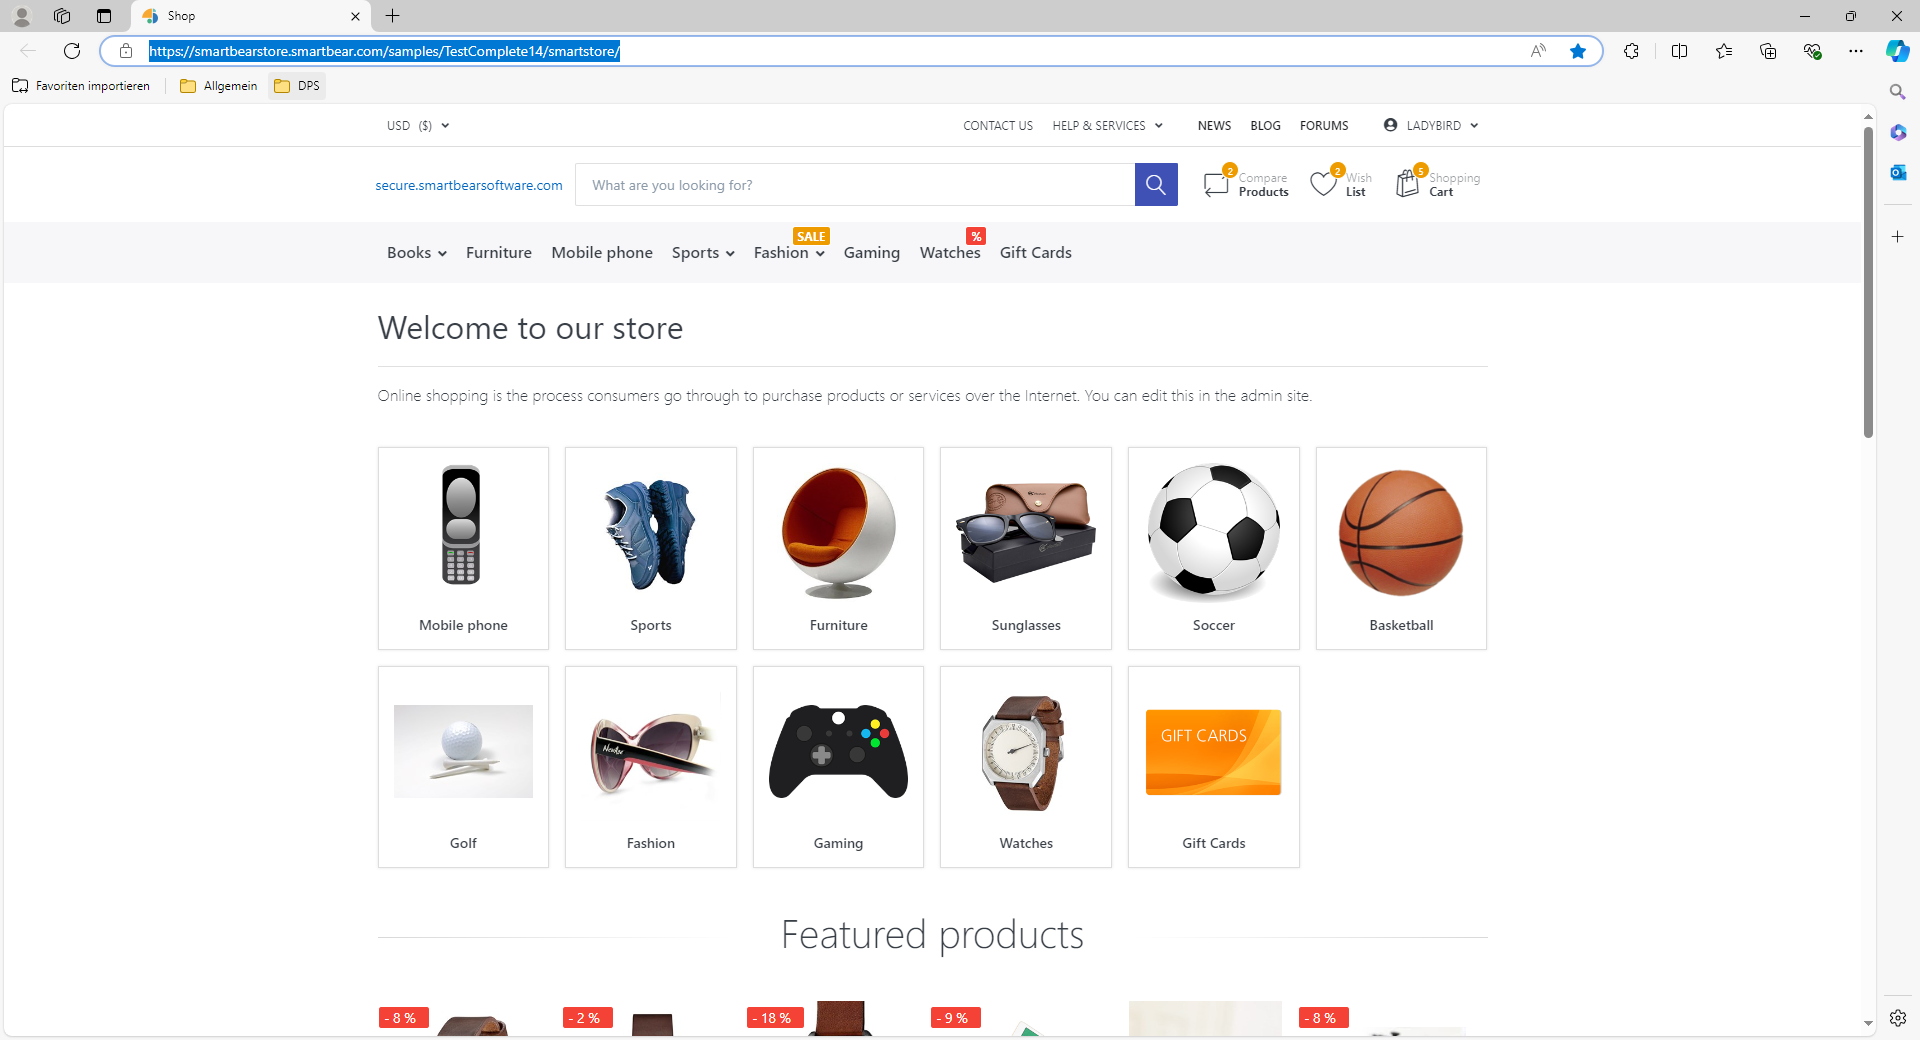 Shop
https://smartbearstore.smartbear.com/samples/TestComplete14/smartstore/
Favoriten importieren
Allgemein
DPS
USD ($)
CONTACT US
HELP & SERVICES
NEWS
BLOG
FORUMS
LADYBIRD
secure.smartbearsoftware.com
What are you looking for?
2
Compare
Products
2
Wish
List
5
Shopping
Cart
SALE
%
Books
Furniture
Mobile phone
Sports
Fashion
Gaming
Watches
Gift Cards
Welcome to our store
Online shopping is the process consumers go through to purchase products or services over the Internet. You can edit this in the admin site.
Mobile phone
Sports
Furniture
Sunglasses
Soccer
Basketball
GIFT CARDS
Golf
Fashion
Gaming
Watches
Gift Cards
Featured products
- 8 %
- 2 %
- 18 %
- 9 %
- 8 %